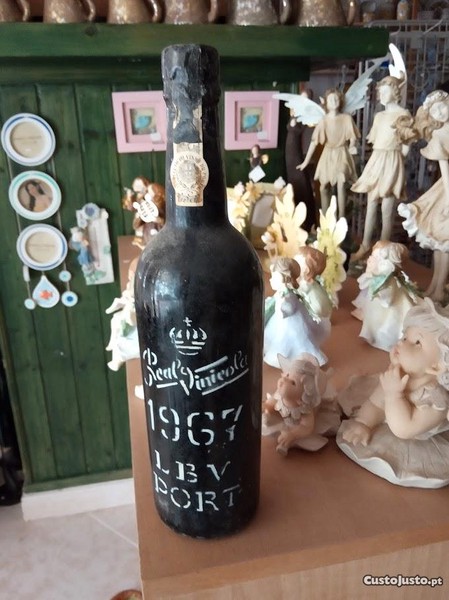 Real Vinicola
1967
LBV
PORT
CustoJusto.pt